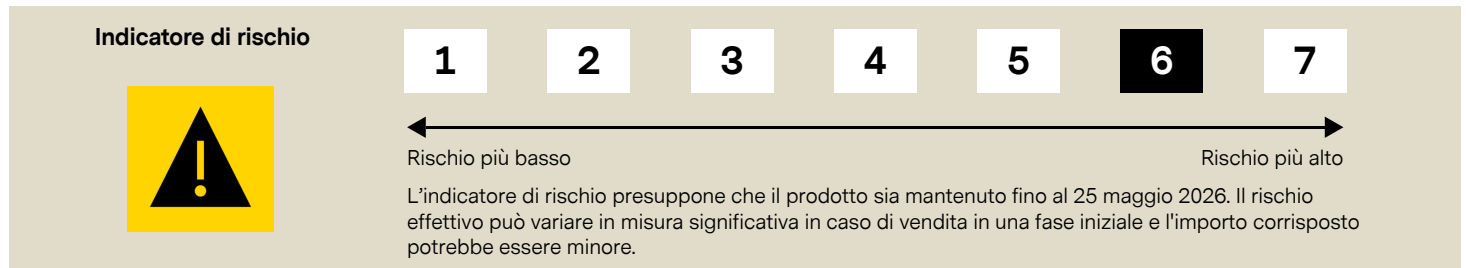 Indicatore di rischio
1 2 3 4 5 6 7
Rischio più basso Rischio più alto
L’indicatore di rischio presuppone che il prodotto sia mantenuto fino al 25 maggio 2026. Il rischio
effettivo può variare in misura significativa in caso di vendita in una fase iniziale e l'importo corrisposto
potrebbe essere minore.